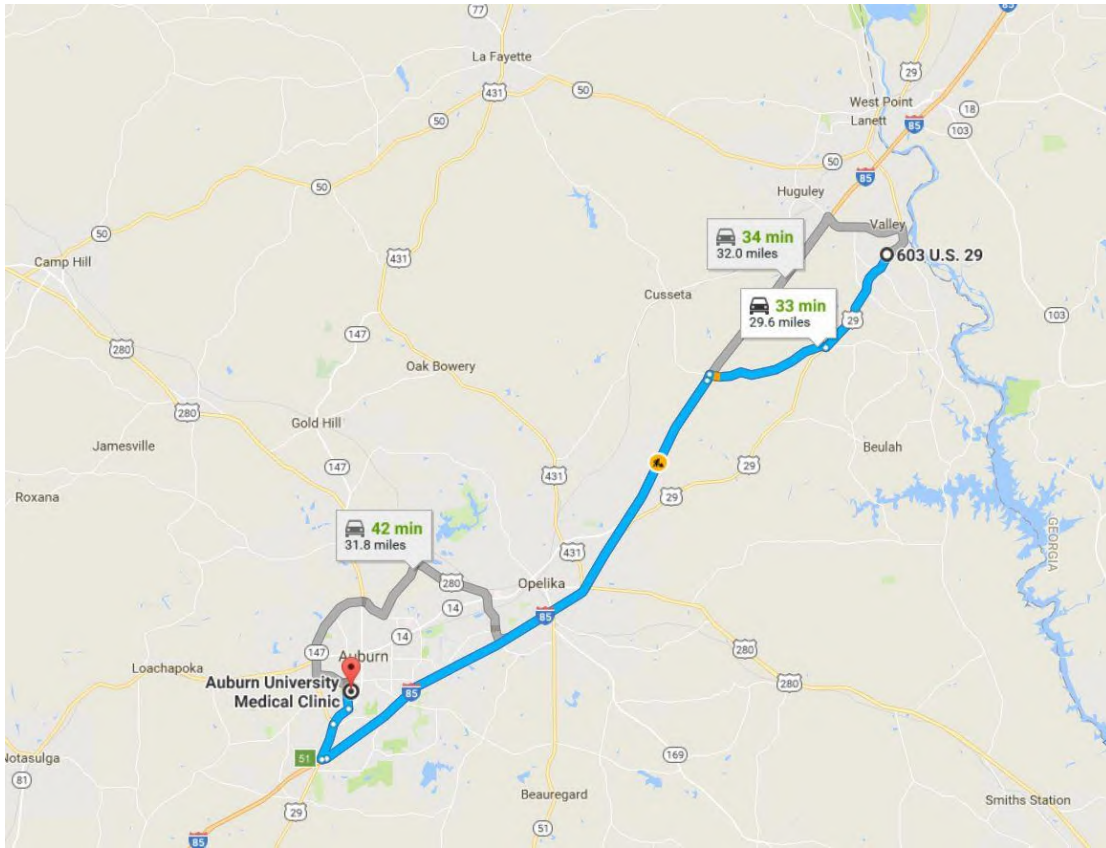 77
85
La Fayette
29
431
50
West Point
18
50
Lanett
85
103
50
50
85
Huguley
50
Valley
34 min
32.0 miles
603 U.S. 29
431
Camp Hill
Cusseta
33 min
29.6 miles
103
29
147
280
Oak Bowery
280
Gold Hill
Jamesville
Beulah
147
29
431
Roxana
29
42 min
31.8 miles
GEORGIA
431
280
Opelika
14
85
14
147
Auburn
280
Loachapoka
Auburn University
Medical Clinic
85
280
51
169
Notasulga
81
29
Beauregard
Smiths Station
51
85